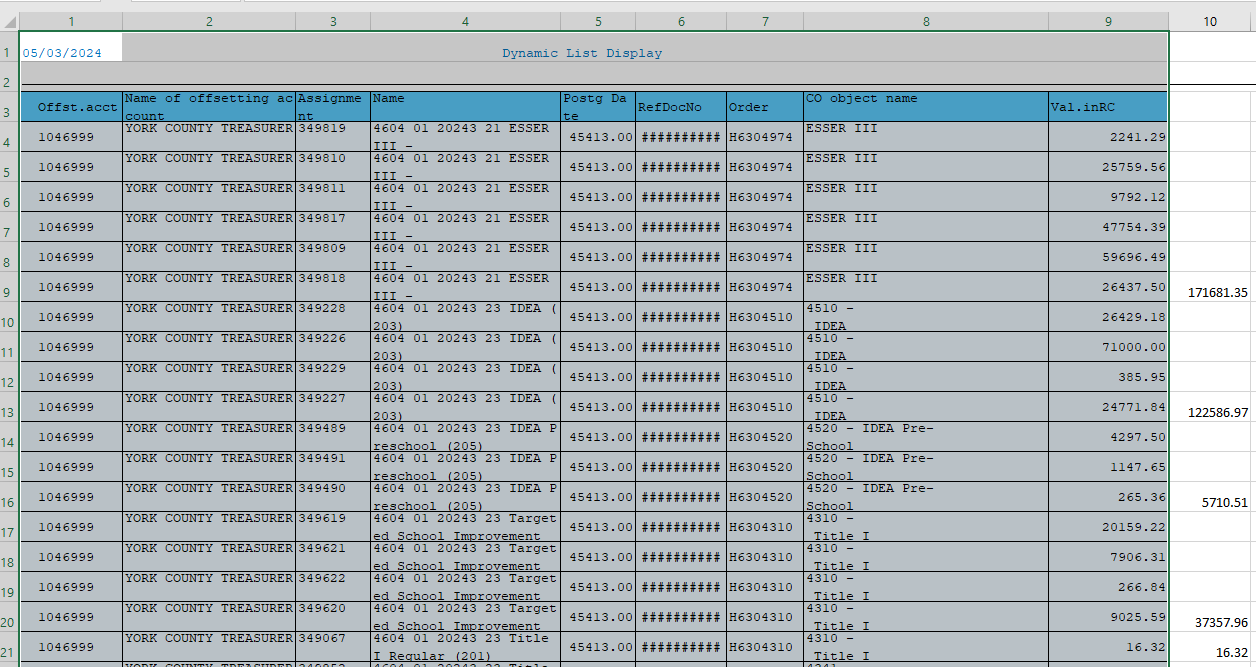 1 2 3 4 5 6 7 8 9 10
1 05/03/2024 Dynamic List Display
2
3 Offst.acct Name of offsetting ac Assignme Name Postg Da RefDocNo Order CO object name Val.inRC
count nt te
4 1046999 YORK COUNTY TREASURER 349819 4604 01 20243 21 ESSER 45413.00 ########## H6304974 ESSER III 2241.29
III -
5 1046999 YORK COUNTY TREASURER 349810 4604 01 20243 21 ESSER 45413.00 ########## H6304974 ESSER III 25759.56
III -
6 1046999 YORK COUNTY TREASURER 349811 4604 01 20243 21 ESSER 45413.00 ########## H6304974 ESSER III 9792.12
III -
7 1046999 YORK COUNTY TREASURER 349817 4604 01 20243 21 ESSER 45413.00 ########## H6304974 ESSER III 47754.39
III -
8 1046999 YORK COUNTY TREASURER 349809 4604 01 20243 21 ESSER 45413.00 ########## H6304974 ESSER III 59696.49
III -
9 1046999 YORK COUNTY TREASURER 349818 4604 01 20243 21 ESSER 45413.00 ########## H6304974 ESSER III 26437.50 171681.35
III -
10 1046999 YORK COUNTY TREASURER 349228 4604 01 20243 23 IDEA ( 45413.00 ########## H6304510 4510 - 26429.18
203) IDEA
11 1046999 YORK COUNTY TREASURER 349226 4604 01 20243 23 IDEA ( 45413.00 ########## H6304510 4510 - 71000.00
203) IDEA
12 1046999 YORK COUNTY TREASURER 349229 4604 01 20243 23 IDEA ( 45413.00 ########## H6304510 4510 - 385.95
203) IDEA
13 1046999 YORK COUNTY TREASURER 349227 4604 01 20243 23 IDEA ( 45413.00 ########## H6304510 4510 - 24771.84 122586.97
203) IDEA
14 1046999 YORK COUNTY TREASURER 349489 4604 01 20243 23 IDEA P 45413.00 ########## H6304520 4520 - IDEA Pre- 4297.50
reschool (205) School
15 1046999 YORK COUNTY TREASURER 349491 4604 01 20243 23 IDEA P 45413.00 ########## H6304520 4520 - IDEA Pre- 1147.65
reschool (205) School
16 1046999 YORK COUNTY TREASURER 349490 4604 01 20243 23 IDEA P 45413.00 ########## H6304520 4520 - IDEA Pre- 265.36 5710.51
reschool (205) School
17 1046999 YORK COUNTY TREASURER 349619 4604 01 20243 23 Target 45413.00 ########## H6304310 4310 - 20159.22
ed School Improvement Title I
18 1046999 YORK COUNTY TREASURER 349621 4604 01 20243 23 Target 45413.00 ########## H6304310 4310 - 7906.31
ed School Improvement Title I
19 1046999 YORK COUNTY TREASURER 349622 4604 01 20243 23 Target 45413.00 ########## H6304310 4310 - 266.84
ed School Improvement Title I
20 1046999 YORK COUNTY TREASURER 349620 4604 01 20243 23 Target 45413.00 ########## H6304310 4310 - 9025.59 37357.96
ed School Improvement Title I
21 1046999 YORK COUNTY TREASURER 349067 4604 01 20243 23 Title 45413.00 ########## H6304310 4310 - 16.32 16.32
I Regular (201) Title I